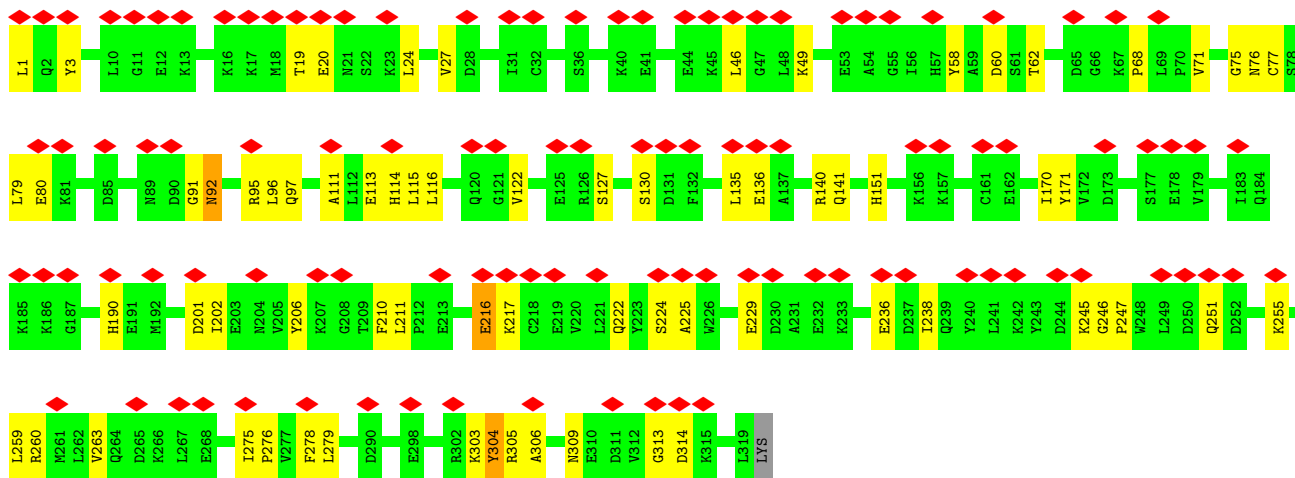 L1 Q2 Y3 L10 G11 E12 K13 K16 K17 M18 T19 E20 N21 S22 K23 L24 V27 D28 I31 C32 S36 K40 E41 E44 K45 L46 G47 L48 K49 E53 A54 G55 I56 H57 Y58 A59 D60 S61 T62 D65 G66 K67 P68 L69 P70 V71 G75 N76 C77 S78
L79 E80 K81 D85 N89 D90 G91 N92 R95 L96 Q97 A111 L112 E113 H114 L115 L116 Q120 G121 V122 E125 R126 S127 S130 D131 F132 L135 E136 A137 R140 Q141 H151 K156 K157 C161 E162 I170 Y171 V172 D173 S177 E178 V179 I183 Q184
K185 K186 G187 H190 E191 M192 D201 I202 E203 N204 V205 Y206 K207 G208 T209 F210 L211 P212 E213 E216 K217 C218 E219 V220 L221 Q222 Y223 S224 A225 W226 E229 D230 A231 E232 K233 E236 D237 I238 Q239 Y240 L241 K242 Y243 D244 K245 G246 P247 W248 L249 D250 Q251 D252 K255
L259 R260 M261 L262 V263 Q264 D265 K266 L267 E268 I275 P276 V277 F278 L279 D290 E298 R302 K303 Y304 R305 A306 N309 E310 D311 V312 G313 D314 K315 L319 LYS